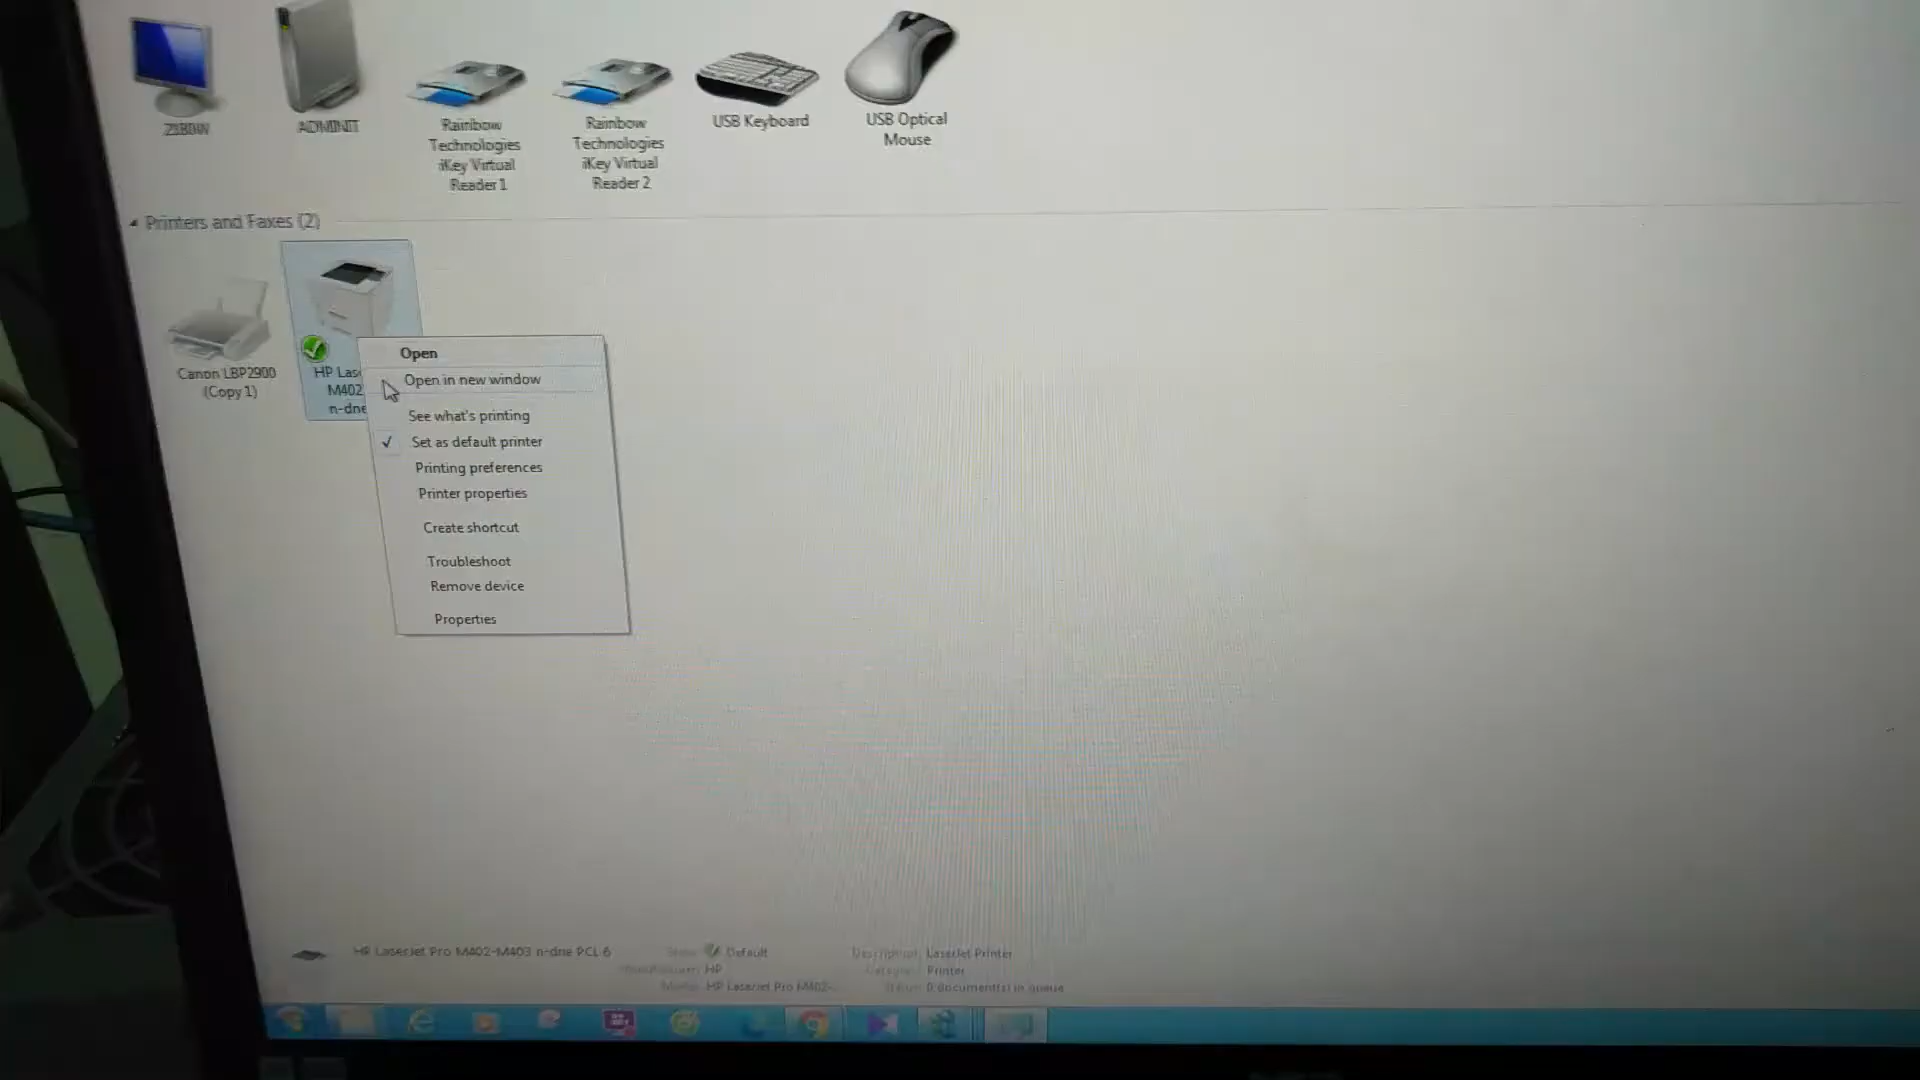 ADMINIT
Rainbow
Technologies
iKey Virtual
Reader 1
Rainbow
Technologies
iKey Virtual
Reader 2
USB Keyboard
USB Optical
Mouse
Printers and Faxes (2)
Canon LBP2900
(Copy 1)
HP Las
M402
n-dne
Open
Open in new window
See what's printing
Set as default printer
Printing preferences
Printer properties
Create shortcut
Troubleshoot
Remove device
Properties
HP LaserJet Pro M402-M403 n-dne PCL 6
Default
HP
HP LaserJet Pro M402-...
Description: LaserJet Printer
Category: Printer
0 document(s) in queue